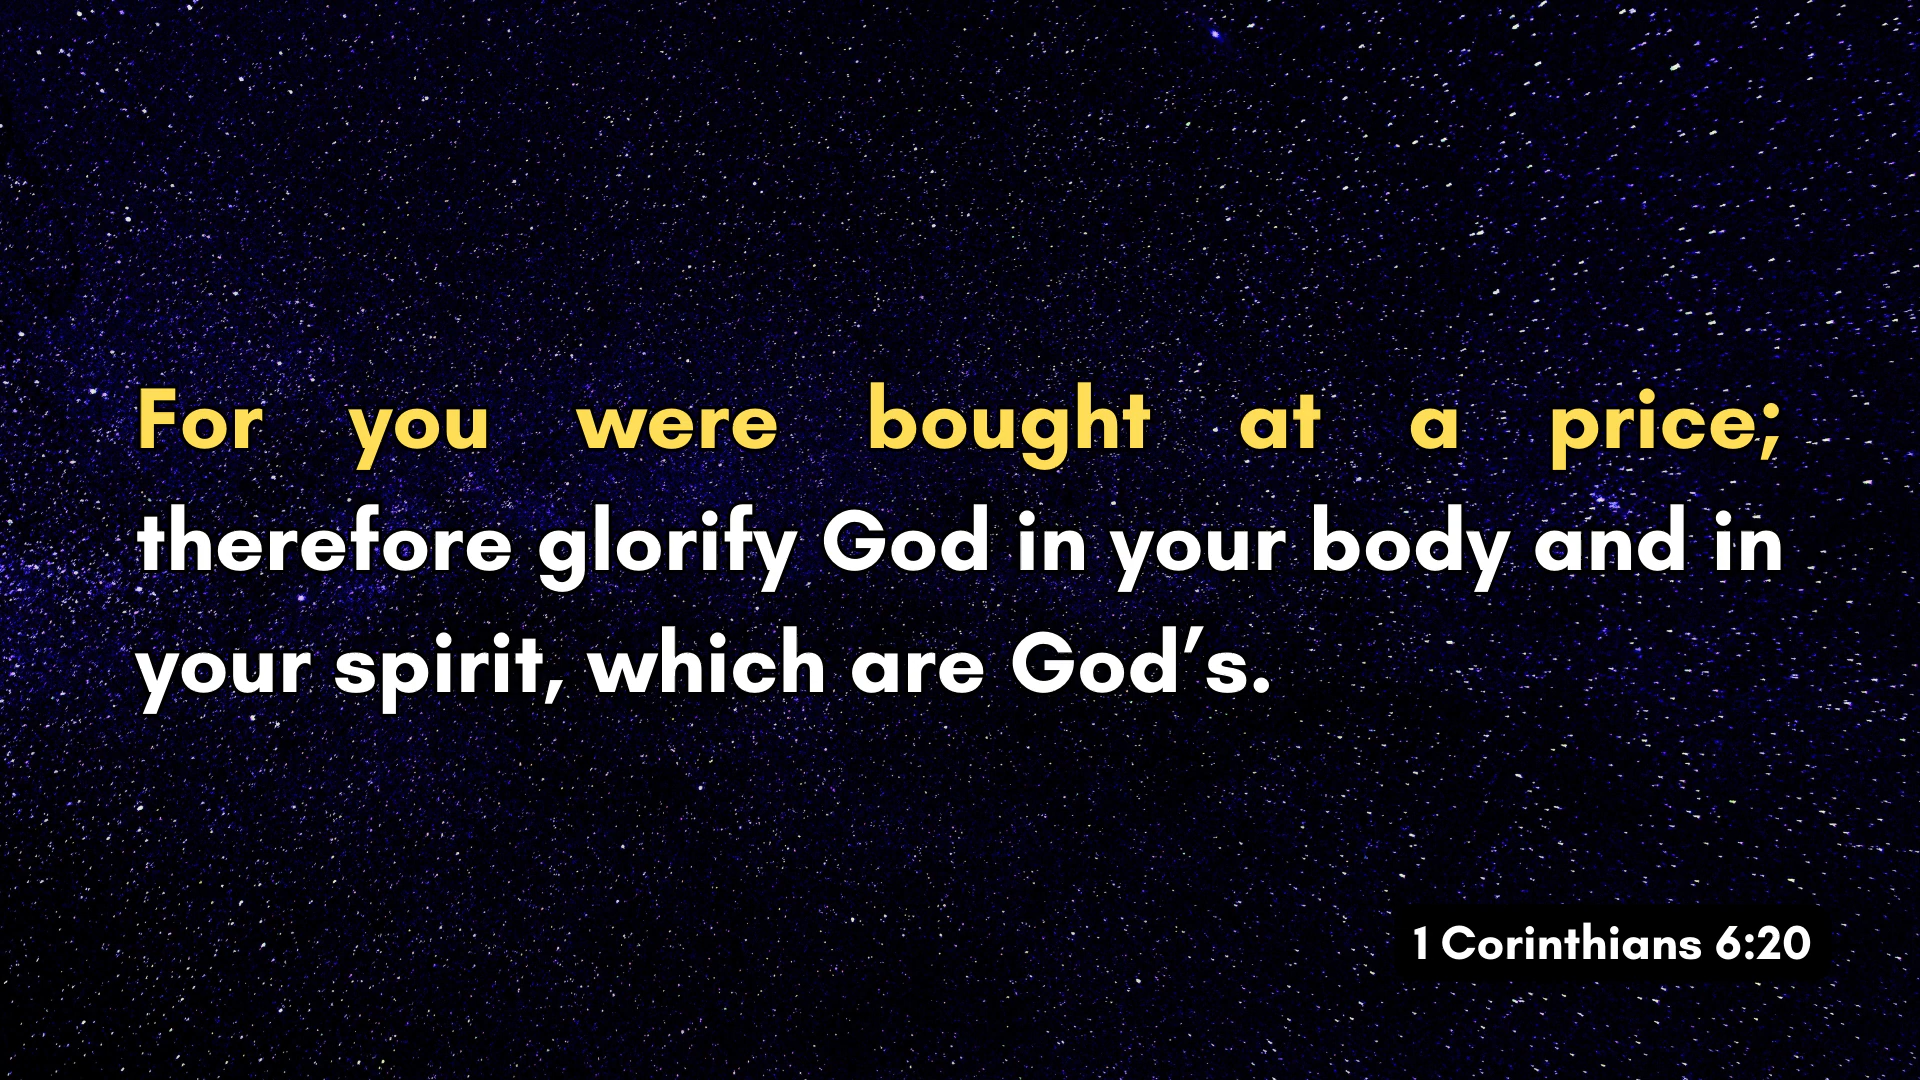 For you were bought at a price;
therefore glorify God in your body and in
your spirit, which are God’s.
1 Corinthians 6:20